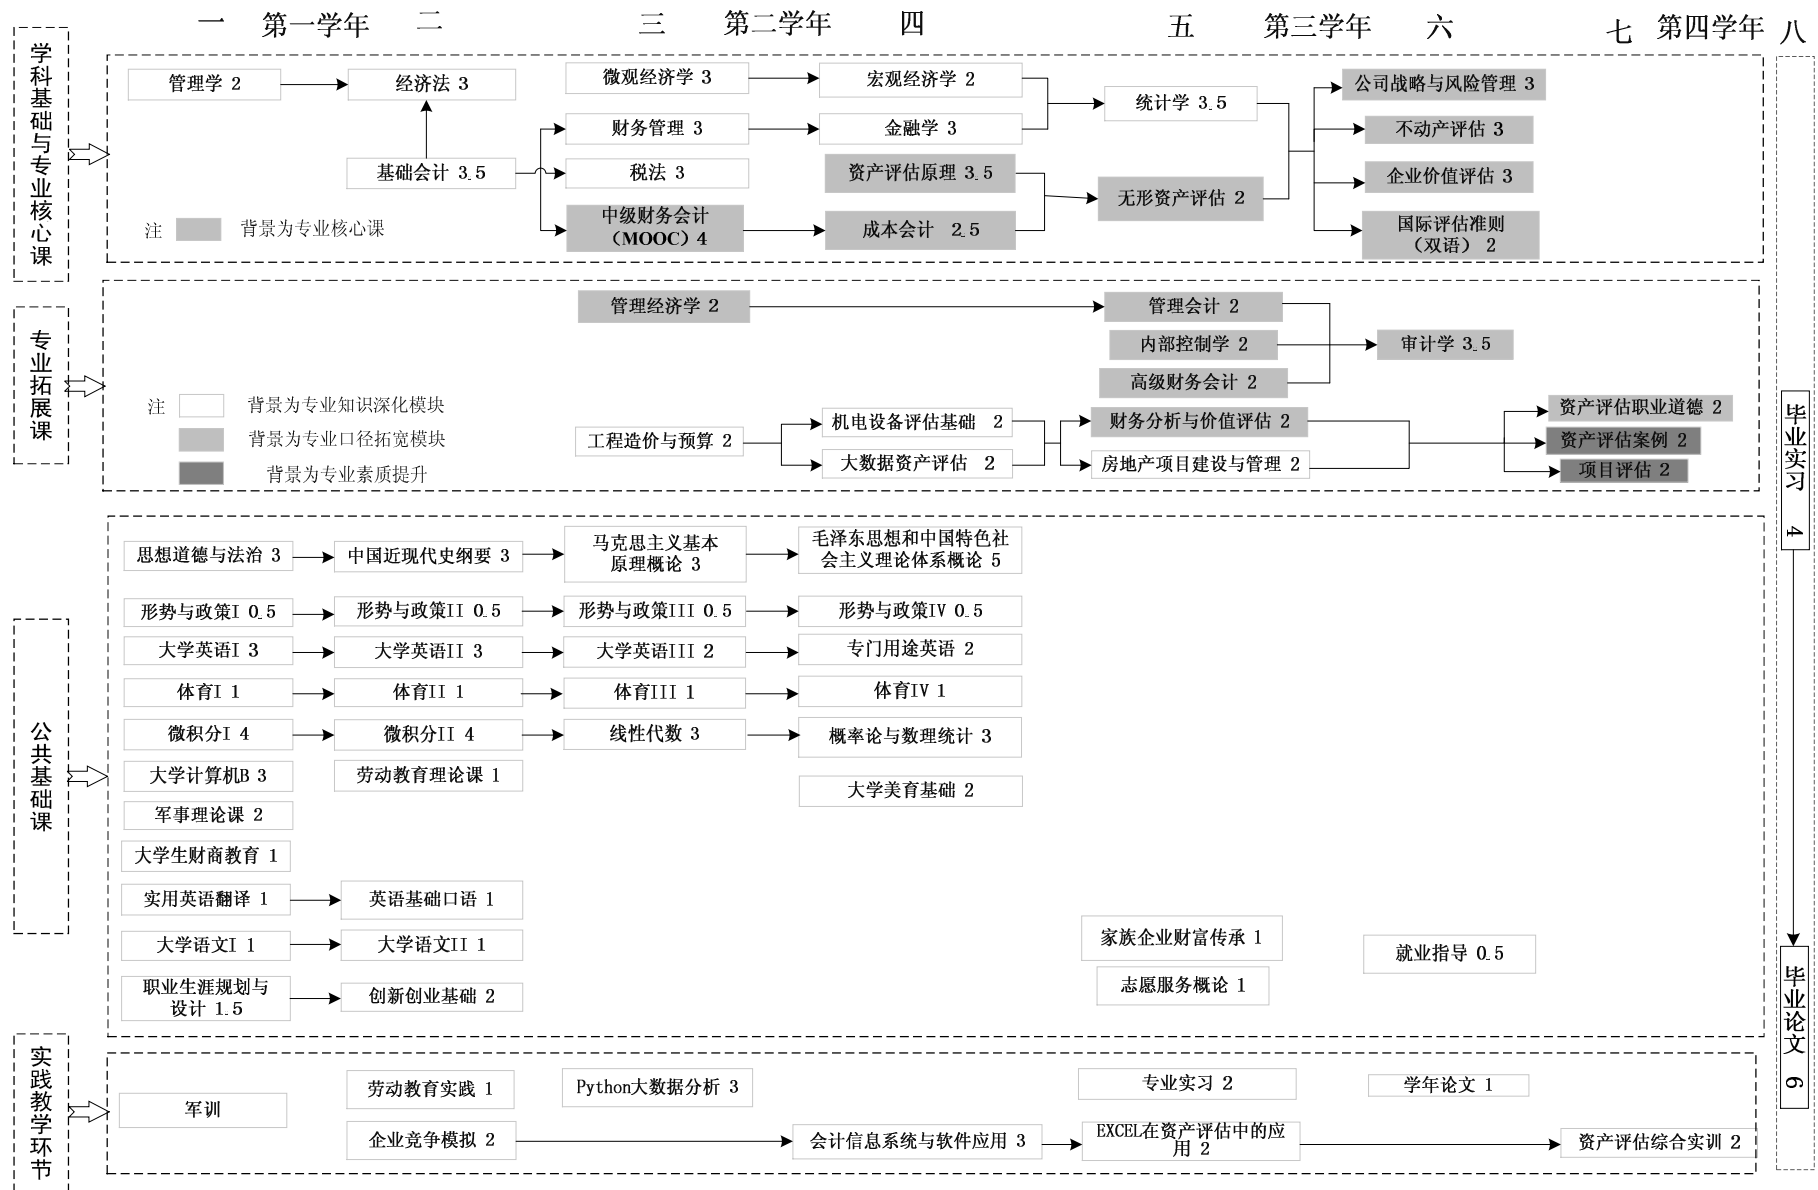 一
第一学年
二
三
第二学年
四
五
第三学年
六
七
第四学年
八
学科基础与专业核心课
管理学 2
经济法 3
微观经济学 3
宏观经济学 2
统计学 3.5
公司战略与风险管理 3
财务管理 3
金融学 3
不动产评估 3
基础会计 3.5
税法 3
资产评估原理 3.5
无形资产评估 2
企业价值评估 3
注
背景为专业核心课
中级财务会计
（MOOC）4
成本会计 2.5
国际评估准则
（双语） 2
专业拓展课
管理经济学 2
管理会计 2
内部控制学 2
审计学 3.5
高级财务会计 2
注
背景为专业知识深化模块
背景为专业口径拓宽模块
背景为专业素质提升
工程造价与预算 2
机电设备评估基础 2
大数据资产评估 2
财务分析与价值评估 2
房地产项目建设与管理 2
资产评估职业道德 2
资产评估案例 2
项目评估 2
公共基础课
思想道德与法治 3
中国近现代史纲要 3
马克思主义基本
原理概论 3
毛泽东思想和中国特色社
会主义理论体系概论 5
形势与政策I 0.5
形势与政策II 0.5
形势与政策III 0.5
形势与政策IV 0.5
大学英语I 3
大学英语II 3
大学英语III 2
专门用途英语 2
体育I 1
体育II 1
体育III 1
体育IV 1
微积分I 4
微积分II 4
线性代数 3
概率论与数理统计 3
大学计算机B 3
劳动教育理论课 1
大学美育基础 2
军事理论课 2
大学生财商教育 1
实用英语翻译 1
英语基础口语 1
大学语文I 1
大学语文II 1
家族企业财富传承 1
就业指导 0.5
职业生涯规划与
设计 1.5
创新创业基础 2
志愿服务概论 1
实践教学环节
军训
劳动教育实践 1
Python大数据分析 3
专业实习 2
学年论文 1
企业竞争模拟 2
会计信息系统与软件应用 3
EXCEL在资产评估中的应
用 2
资产评估综合实训 2
毕业实习 4
毕业论文 6